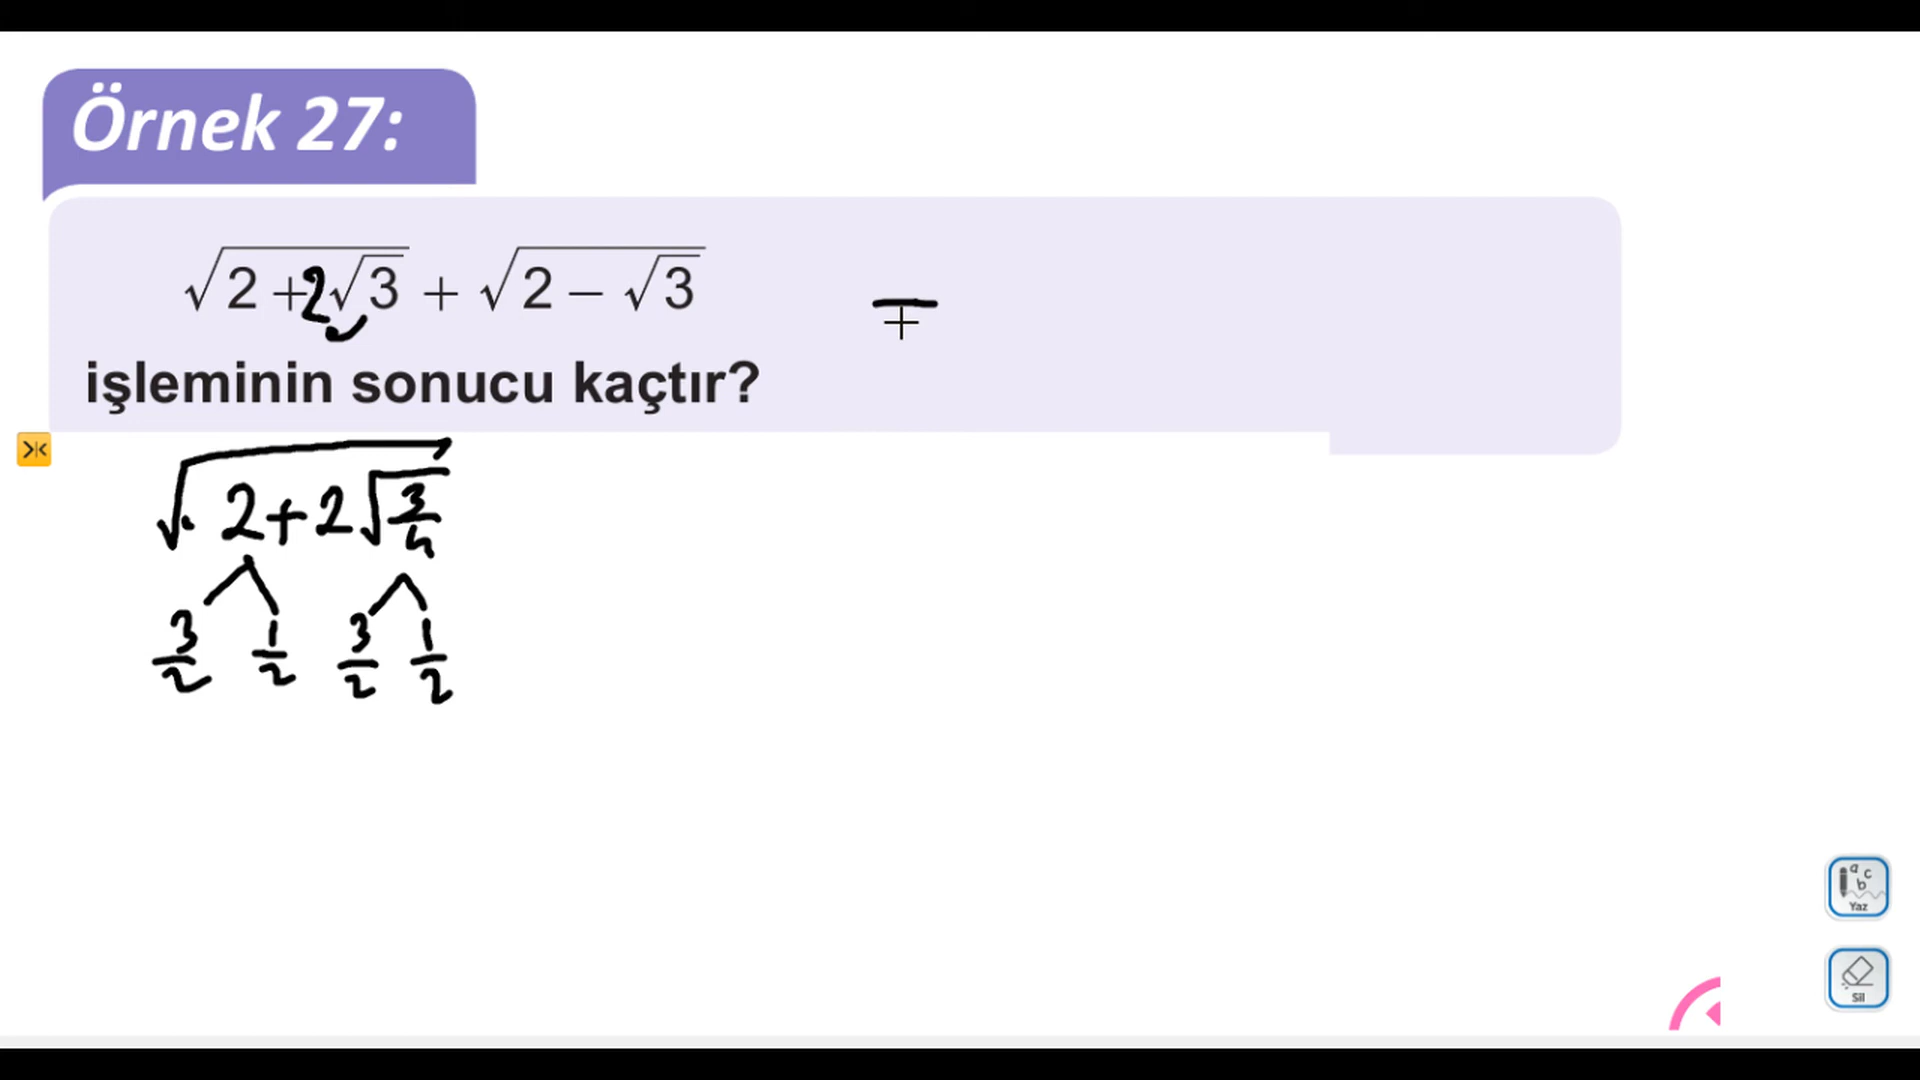 Örnek 27:
√2 +2√3 + √2 − √3 =
işleminin sonucu kaçtır?
√2+2√3/4
3/2 1/2 3/2 1/2
Yaz
Sil